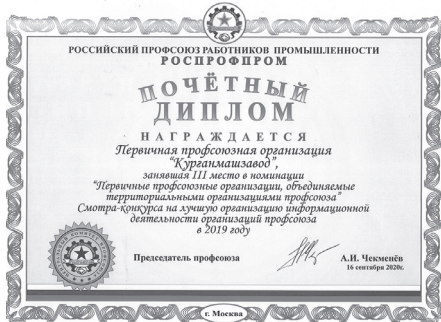 РОССИЙСКИЙ ПРОФСОЮЗ РАБОТНИКОВ ПРОМЫШЛЕННОСТИ
РОСПРОФПРОМ
ПОЧЁТНЫЙ
ДИПЛОМ
НАГРАЖДАЕТСЯ
Первичная профсоюзная организация
"Курганмашзавод",
занявшая III место в номинации
"Первичные профсоюзные организации, объединяемые
территориальными организациями профсоюза"
Смотра-конкурса на лучшую организацию информационной
деятельности организаций профсоюза
в 2019 году
Председатель профсоюза
А.И. Чекменёв
16 сентября 2020г.
г. Москва